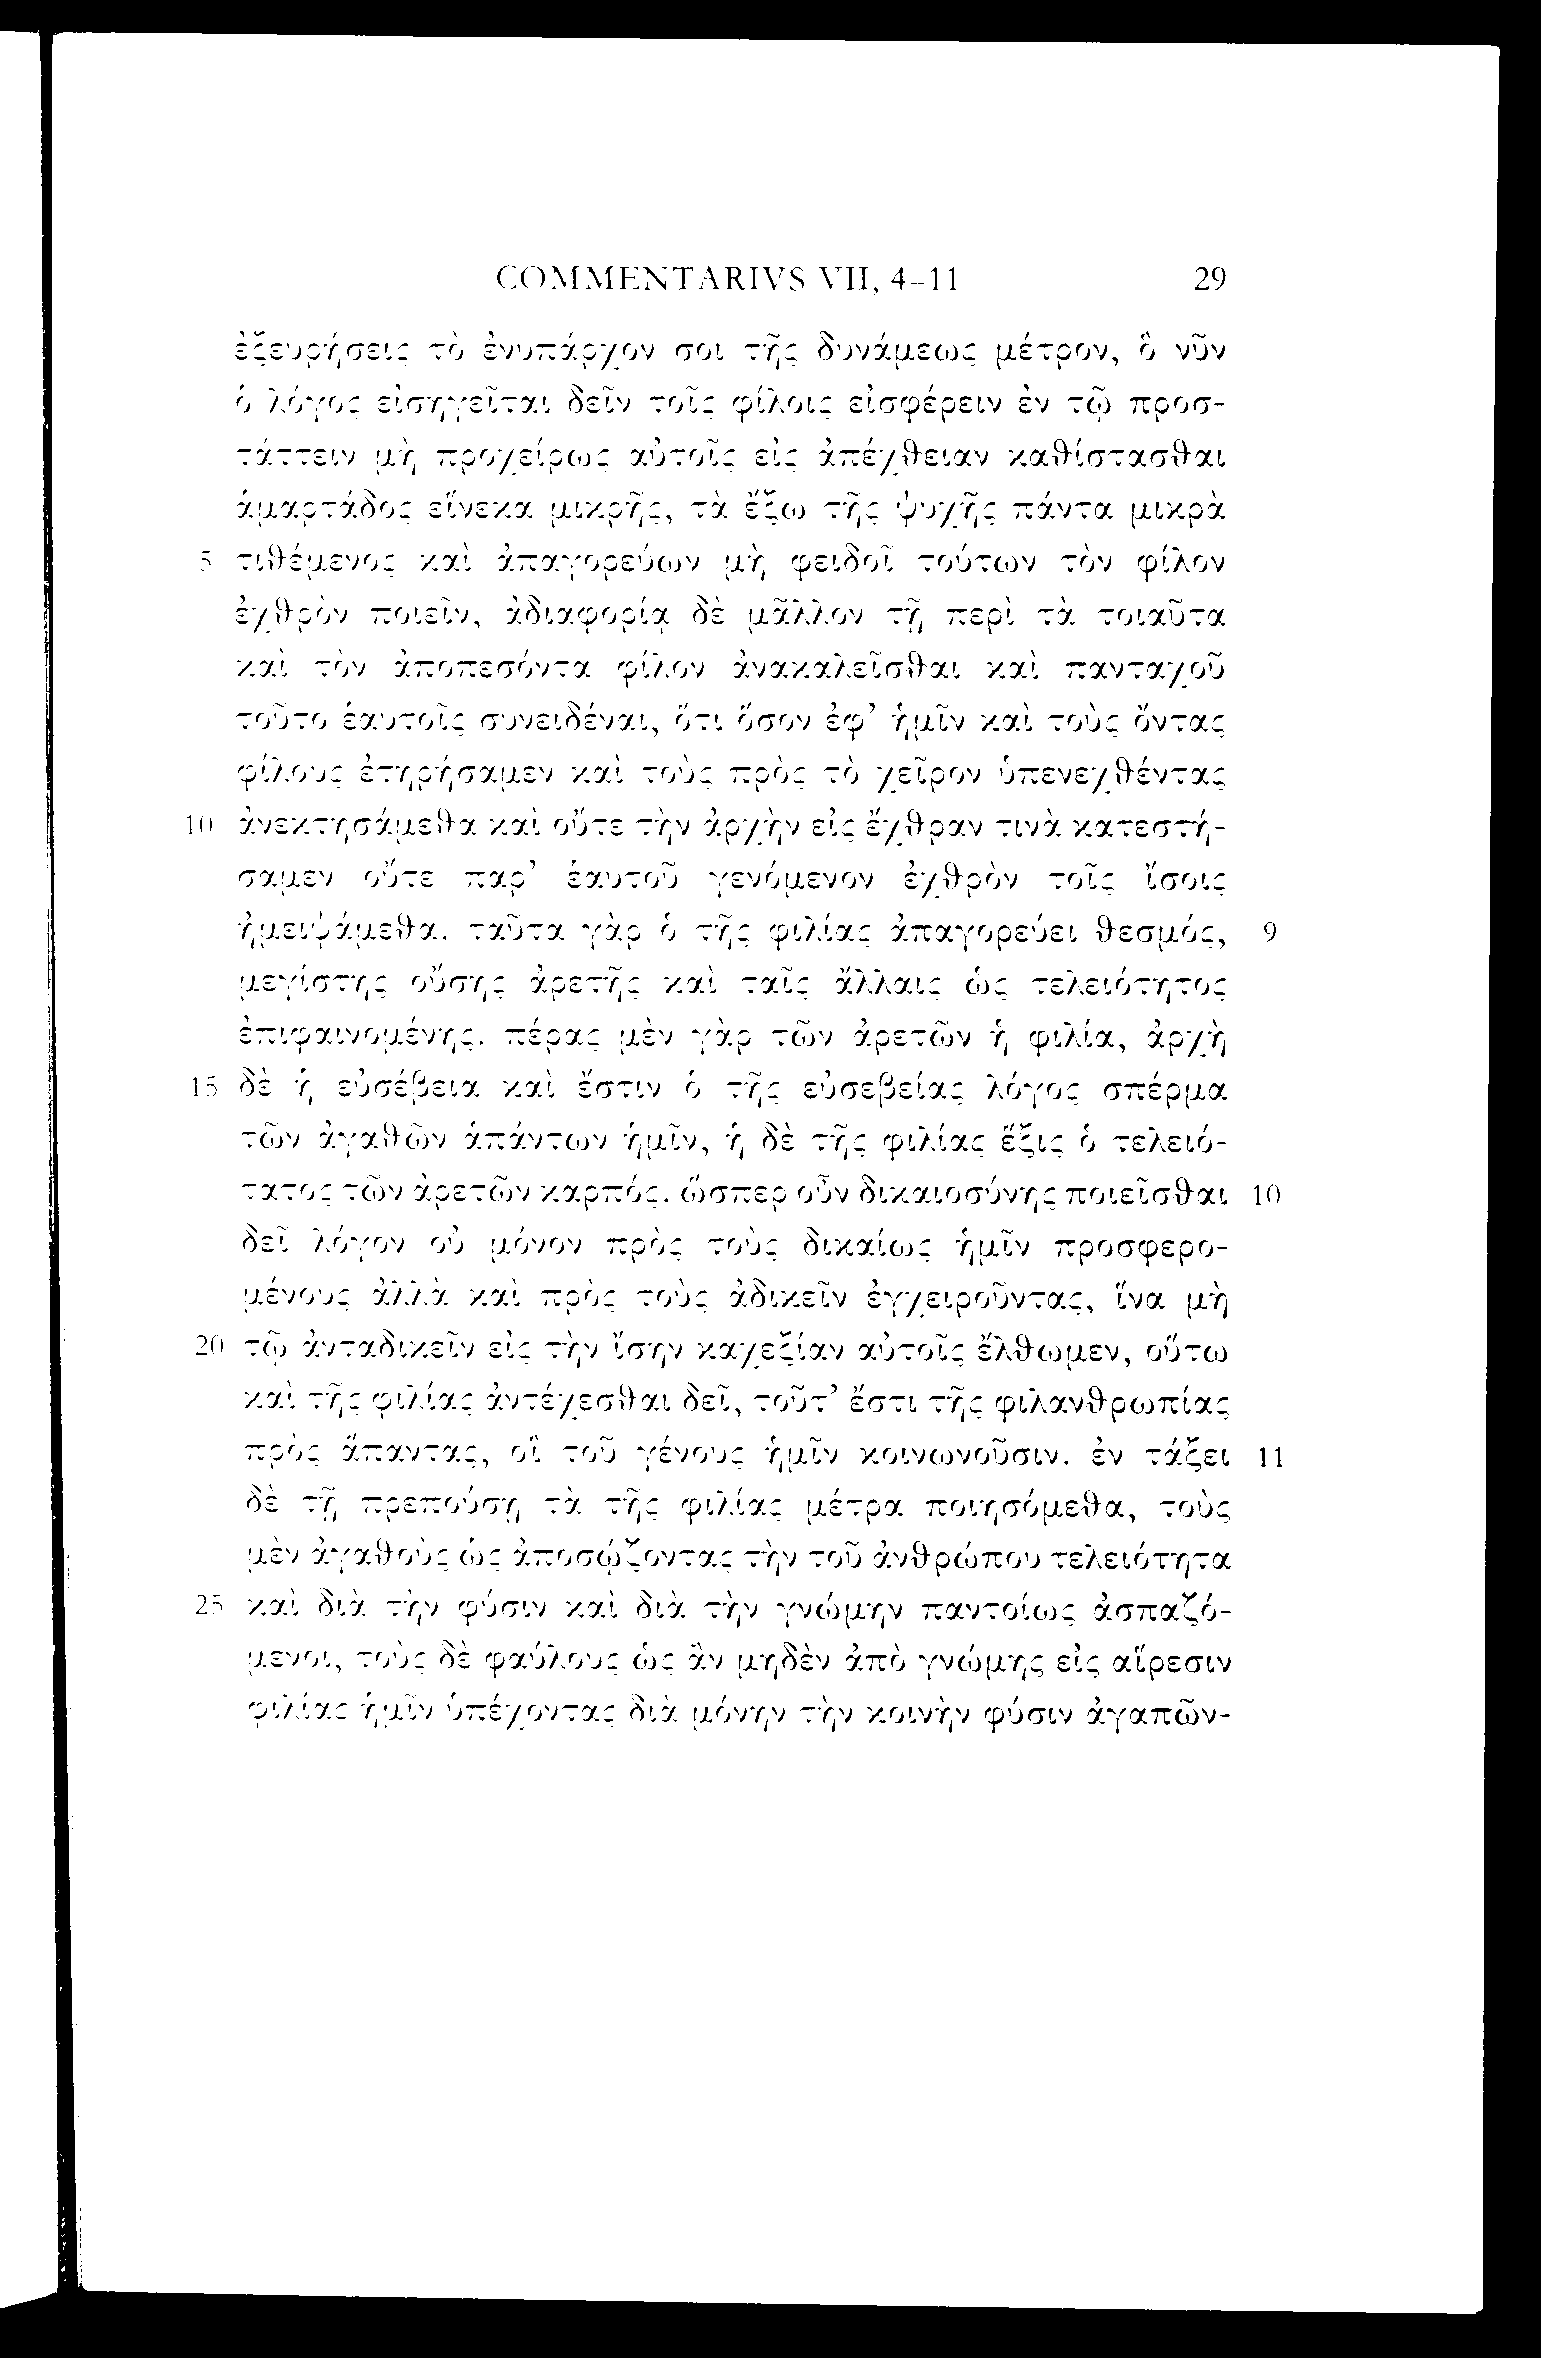 COMMENTARIVS VII, 4–11 29
ἐξευρήσεις τὸ ἐνυπάρχον σοι τῆς δυνάμεως μέτρον, ὃ νῦν
ὁ λόγος εἰσηγεῖται δεῖν τοῖς φίλοις εἰσφέρειν ἐν τῷ προσ-
τάττειν μὴ προχείρως αὐτοῖς εἰς ἀπέχθειαν καθίστασθαι
ἁμαρτάδος εἵνεκα μικρῆς, τὰ ἔξω τῆς ψυχῆς πάντα μικρὰ
5 τιθέμενος καὶ ἀπαγορεύων μὴ φειδοῖ τούτων τὸν φίλον
ἐχθρὸν ποιεῖν, ἀδιαφορίᾳ δὲ μᾶλλον τῇ περὶ τὰ τοιαῦτα
καὶ τὸν ἀποπεσόντα φίλον ἀνακαλεῖσθαι καὶ πανταχοῦ
τοῦτο ἑαυτοῖς συνειδέναι, ὅτι ὅσον ἐφ’ ἡμῖν καὶ τοὺς ὄντας
φίλους ἐτηρήσαμεν καὶ τοὺς πρὸς τὸ χεῖρον ὑπενεχθέντας
10 ἀνεκτησάμεθα καὶ οὔτε τὴν ἀρχὴν εἰς ἔχθραν τινὰ κατεστή-
σαμεν οὔτε παρ’ ἑαυτοῦ γενόμενον ἐχθρὸν τοῖς ἴσοις
ἠμειψάμεθα. ταῦτα γὰρ ὁ τῆς φιλίας ἀπαγορεύει θεσμός, 9
μεγίστης οὔσης ἀρετῆς καὶ ταῖς ἄλλαις ὡς τελειότητος
ἐπιφαινομένης. πέρας μὲν γὰρ τῶν ἀρετῶν ἡ φιλία, ἀρχὴ
15 δὲ ἡ εὐσέβεια καὶ ἔστιν ὁ τῆς εὐσεβείας λόγος σπέρμα
τῶν ἀγαθῶν ἁπάντων ἡμῖν, ἡ δὲ τῆς φιλίας ἕξις ὁ τελειό-
τατος τῶν ἀρετῶν καρπός. ὥσπερ οὖν δικαιοσύνης ποιεῖσθαι 10
δεῖ λόγον οὐ μόνον πρὸς τοὺς δικαίως ἡμῖν προσφερο-
μένους ἀλλὰ καὶ πρὸς τοὺς ἀδικεῖν ἐγχειροῦντας, ἵνα μὴ
20 τῷ ἀνταδικεῖν εἰς τὴν ἴσην καχεξίαν αὐτοῖς ἔλθωμεν, οὕτω
καὶ τῆς φιλίας ἀντέχεσθαι δεῖ, τοῦτ’ ἔστι τῆς φιλανθρωπίας
πρὸς ἅπαντας, οἳ τοῦ γένους ἡμῖν κοινωνοῦσιν. ἐν τάξει 11
δὲ τῇ πρεπούσῃ τὰ τῆς φιλίας μέτρα ποιησόμεθα, τοὺς
μὲν ἀγαθοὺς ὡς ἀποσῴζοντας τὴν τοῦ ἀνθρώπου τελειότητα
25 καὶ διὰ τὴν φύσιν καὶ διὰ τὴν γνώμην παντοίως ἀσπαζό-
μενοι, τοὺς δὲ φαύλους ὡς ἂν μηδὲν ἀπὸ γνώμης εἰς αἵρεσιν
φιλίας ἡμῖν ὑπέχοντας διὰ μόνην τὴν κοινὴν φύσιν ἀγαπῶν-